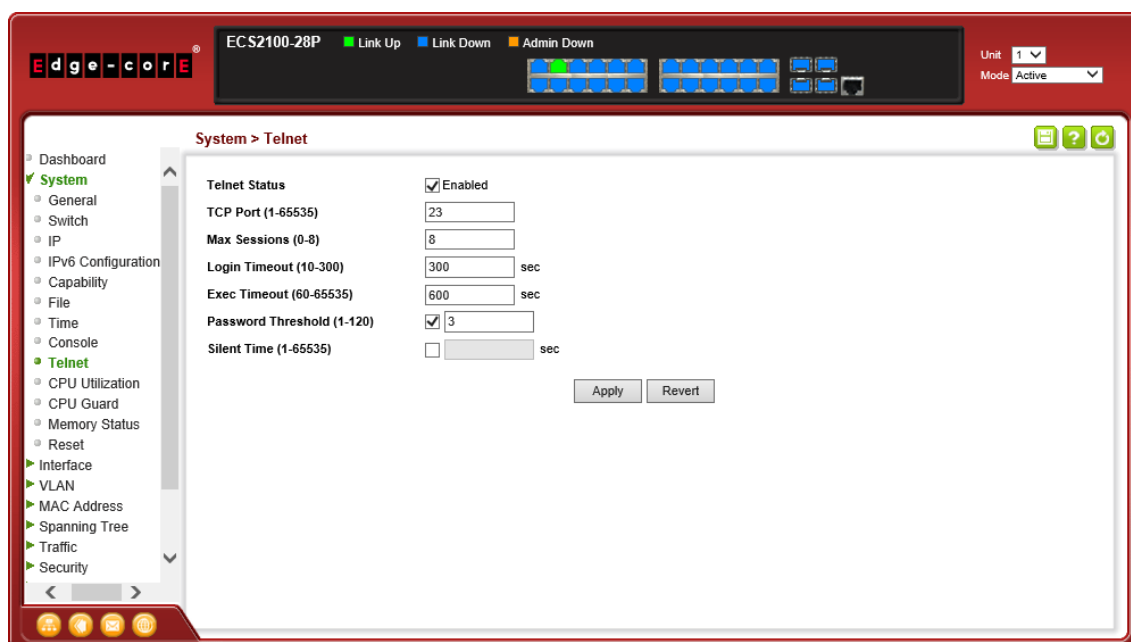 Edge-corE®
ECS2100-28P Link Up Link Down Admin Down
Unit 1
Mode Active
System > Telnet
?
Dashboard
System
General
Switch
IP
IPv6 Configuration
Capability
File
Time
Console
Telnet
CPU Utilization
CPU Guard
Memory Status
Reset
Interface
VLAN
MAC Address
Spanning Tree
Traffic
Security
Telnet Status Enabled
TCP Port (1-65535) 23
Max Sessions (0-8) 8
Login Timeout (10-300) 300 sec
Exec Timeout (60-65535) 600 sec
Password Threshold (1-120) 3
Silent Time (1-65535) sec
Apply Revert